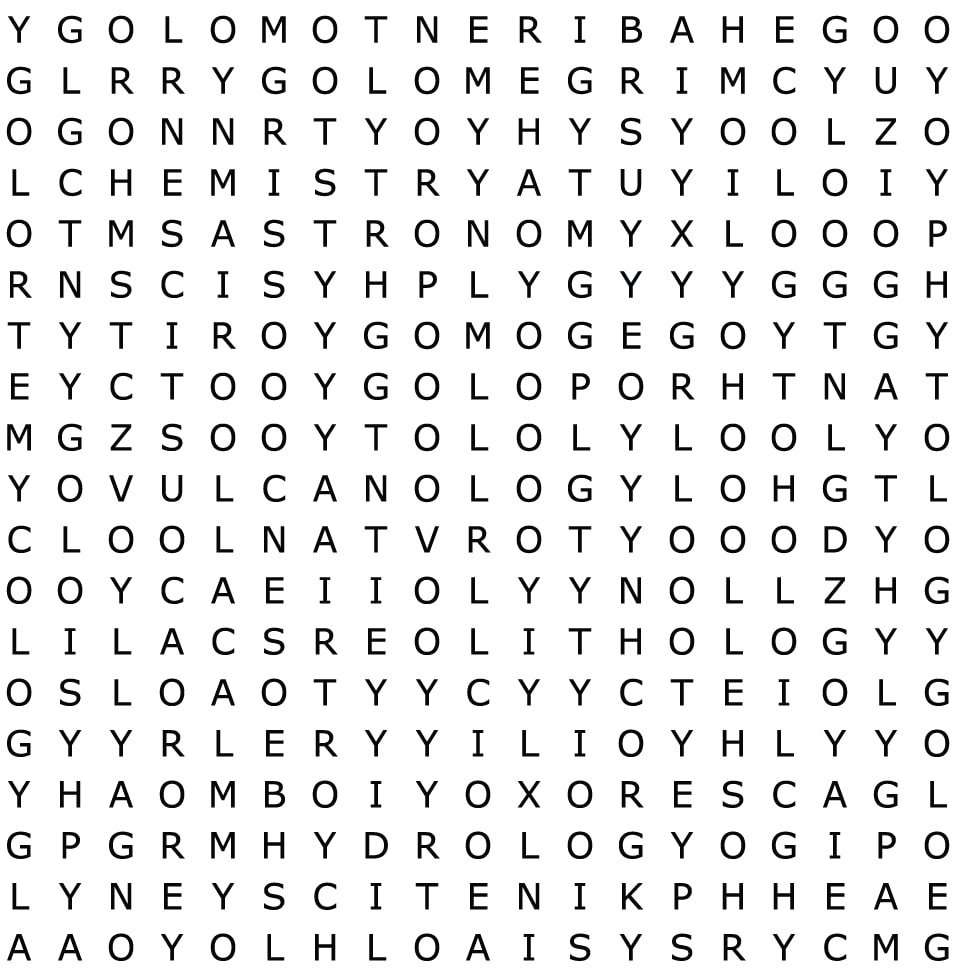 Y G O L O M O T N E R I B A H E G O O
G L R R Y G O L O M E G R I M C Y U Y
O G O N N R T Y O Y H Y S Y O O L Z O
L C H E M I S T R Y A T U Y I L O I Y
O T M S A S T R O N O M Y X L O O O P
R N S C I S Y H P L Y G Y Y Y G G G H
T Y T I R O Y G O M O G E G O Y T G Y
E Y C T O O Y G O L O P O R H T N A T
M G Z S O O Y T O L O L Y L O O L Y O
Y O V U L C A N O L O G Y L O H G T L
C L O O L N A T V R O T Y O O O D Y O
O O Y C A E I I O L Y Y N O L L Z H G
L I L A C S R E O L I T H O L O G Y Y
O S L O A O T Y Y C Y Y C T E I O L G
G Y Y R L E R Y Y I L I O Y H L Y Y O
Y H A O M B O I Y O X O R E S C A G L
G P G R M H Y D R O L O G Y O G I P O
L Y N E Y S C I T E N I K P H H E A E
A A O Y O L H L O A I S Y S R Y C M G